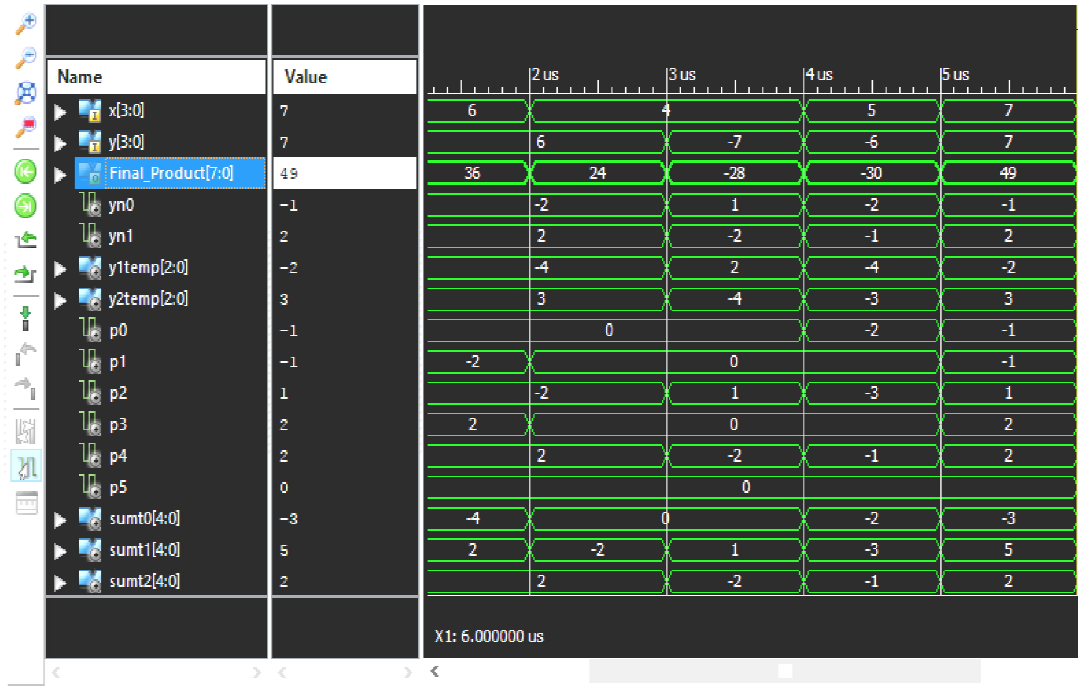 Name Value 2 us 3 us 4 us 5 us
x[3:0] 7 6 4 5 7
y[3:0] 7 6 -7 -6 7
Final_Product[7:0] 49 36 24 -28 -30 49
yn0 -1 -2 1 -2 -1
yn1 2 2 -2 -1 2
y1temp[2:0] -2 -4 2 -4 -2
y2temp[2:0] 3 3 -4 -3 3
p0 -1 0 -2 -1
p1 -1 -2 0 -1
p2 1 -2 1 -3 1
p3 2 2 0 2
p4 2 2 -2 -1 2
p5 0 0
sumt0[4:0] -3 -4 0 -2 -3
sumt1[4:0] 5 2 -2 1 -3 5
sumt2[4:0] 2 2 -2 -1 2
X1: 6.000000 us